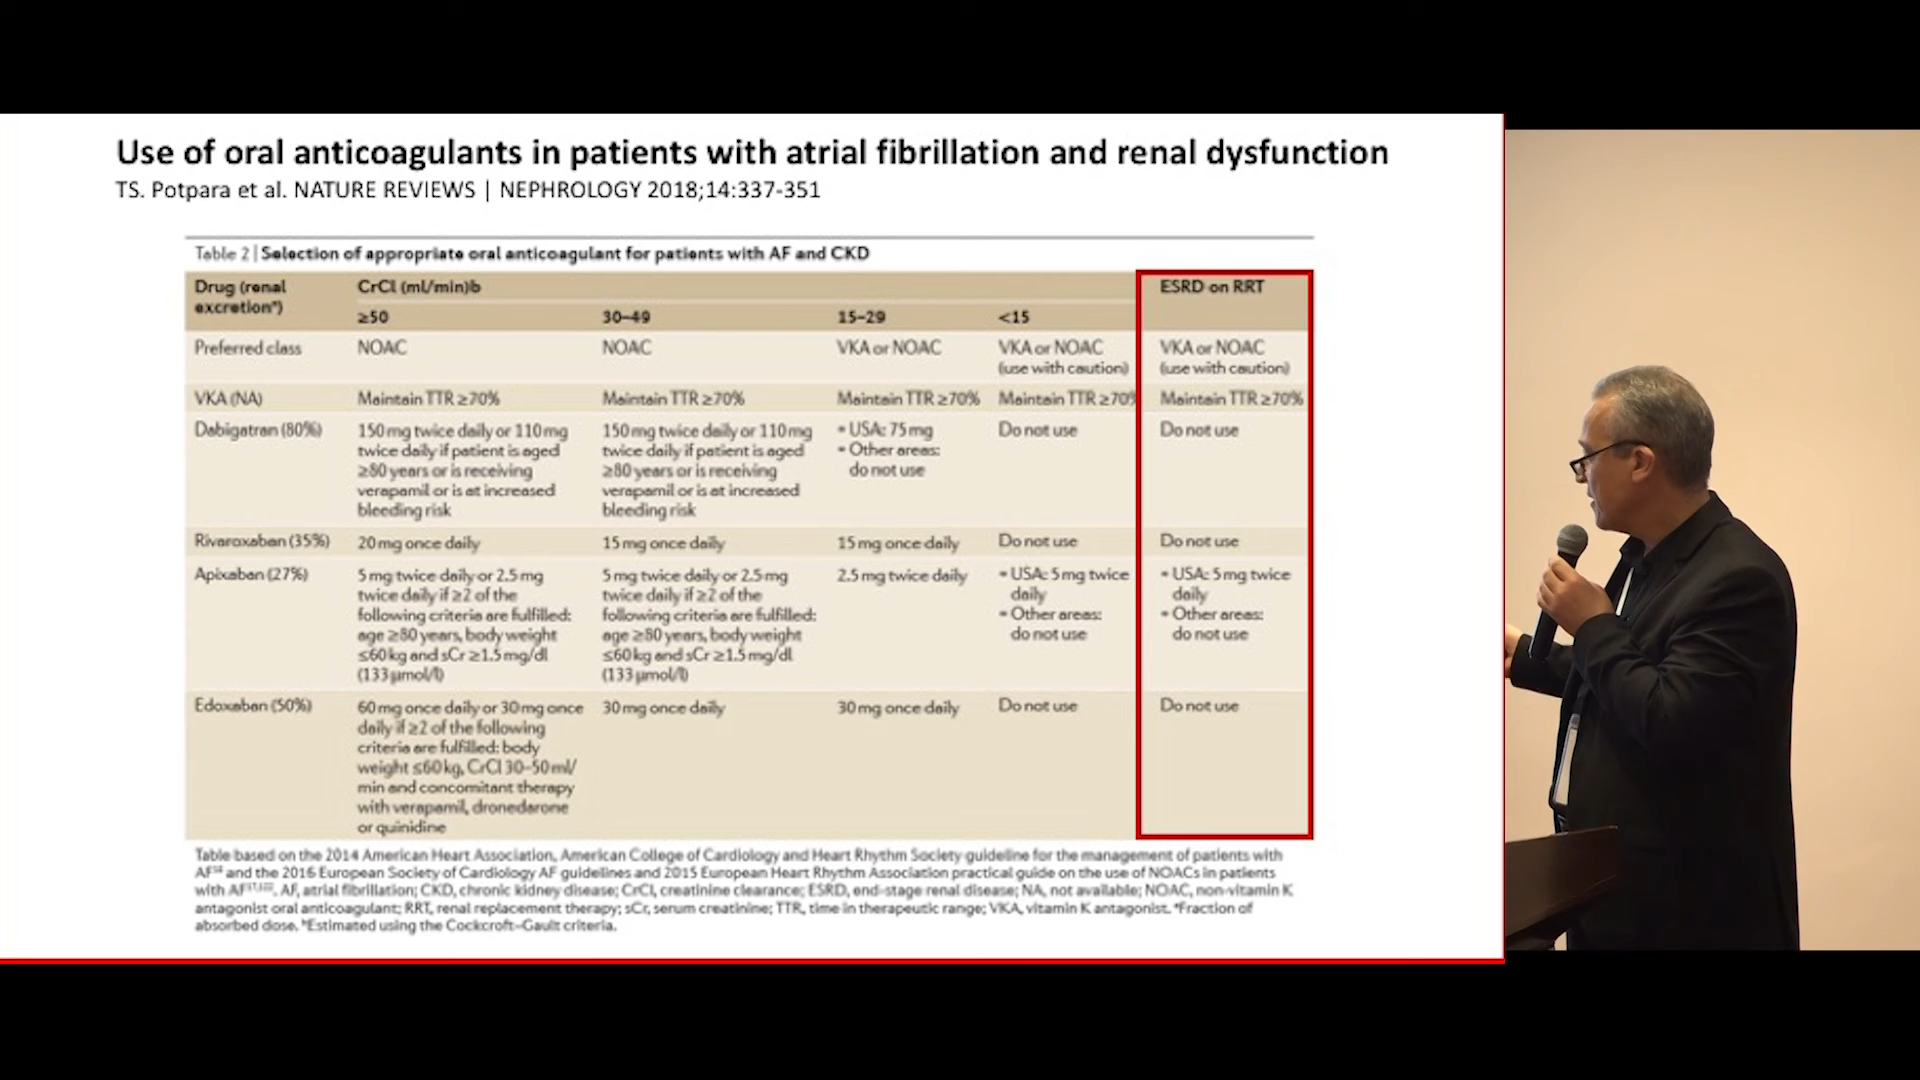 Use of oral anticoagulants in patients with atrial fibrillation and renal dysfunction
TS. Potpara et al. NATURE REVIEWS | NEPHROLOGY 2018;14:337-351
Table 2 | Selection of appropriate oral anticoagulant for patients with AF and CKD
Drug (renal
excretion*)
CrCl (ml/min)b
ESRD on RRT
≥50
30–49
15–29
<15
Preferred class
NOAC
NOAC
VKA or NOAC
VKA or NOAC
(use with caution)
VKA or NOAC
(use with caution)
VKA (NA)
Maintain TTR ≥70%
Maintain TTR ≥70%
Maintain TTR ≥70%
Maintain TTR ≥70%
Maintain TTR ≥70%
Dabigatran (80%)
150 mg twice daily or 110 mg
twice daily if patient is aged
≥80 years or is receiving
verapamil or is at increased
bleeding risk
150 mg twice daily or 110 mg
twice daily if patient is aged
≥80 years or is receiving
verapamil or is at increased
bleeding risk
• USA: 75 mg
• Other areas:
do not use
Do not use
Do not use
Rivaroxaban (35%)
20 mg once daily
15 mg once daily
15 mg once daily
Do not use
Do not use
Apixaban (27%)
5 mg twice daily or 2.5 mg
twice daily if ≥2 of the
following criteria are fulfilled:
age ≥80 years, body weight
≤60 kg and sCr ≥1.5 mg/dl
(133 μmol/l)
5 mg twice daily or 2.5 mg
twice daily if ≥2 of the
following criteria are fulfilled:
age ≥80 years, body weight
≤60 kg and sCr ≥1.5 mg/dl
(133 μmol/l)
2.5 mg twice daily
• USA: 5 mg twice
daily
• Other areas:
do not use
• USA: 5 mg twice
daily
• Other areas:
do not use
Edoxaban (50%)
60 mg once daily or 30 mg once
daily if ≥2 of the following
criteria are fulfilled: body
weight ≤60 kg, CrCl 30–50 ml/
min and concomitant therapy
with verapamil, dronedarone
or quinidine
30 mg once daily
30 mg once daily
Do not use
Do not use
Table based on the 2014 American Heart Association, American College of Cardiology and Heart Rhythm Society guideline for the management of patients with
AF and the 2016 European Society of Cardiology AF guidelines and 2015 European Heart Rhythm Association practical guide on the use of NOACs in patients
with AF. AF, atrial fibrillation; CKD, chronic kidney disease; CrCl, creatinine clearance; ESRD, end-stage renal disease; NA, not available; NOAC, non-vitamin K
antagonist oral anticoagulant; RRT, renal replacement therapy; sCr, serum creatinine; TTR, time in therapeutic range; VKA, vitamin K antagonist. *Fraction of
absorbed dose. ᵇEstimated using the Cockcroft–Gault criteria.